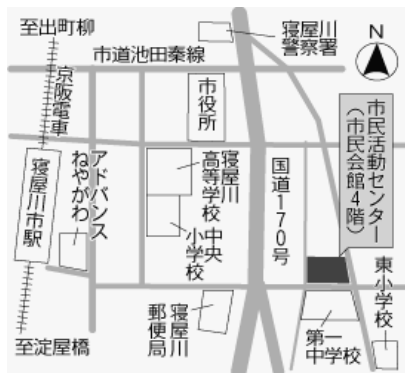 至出町柳
京阪電車
寝屋川市駅
至淀屋橋
市道池田秦線
アドバンス
ねやがわ
寝屋川
警察署
市役所
寝屋川
高等学校
中央
小学校
寝屋川
郵便局
国道170号
N
市民活動センター
（市民会館4階）
第一
中学校
東小学校